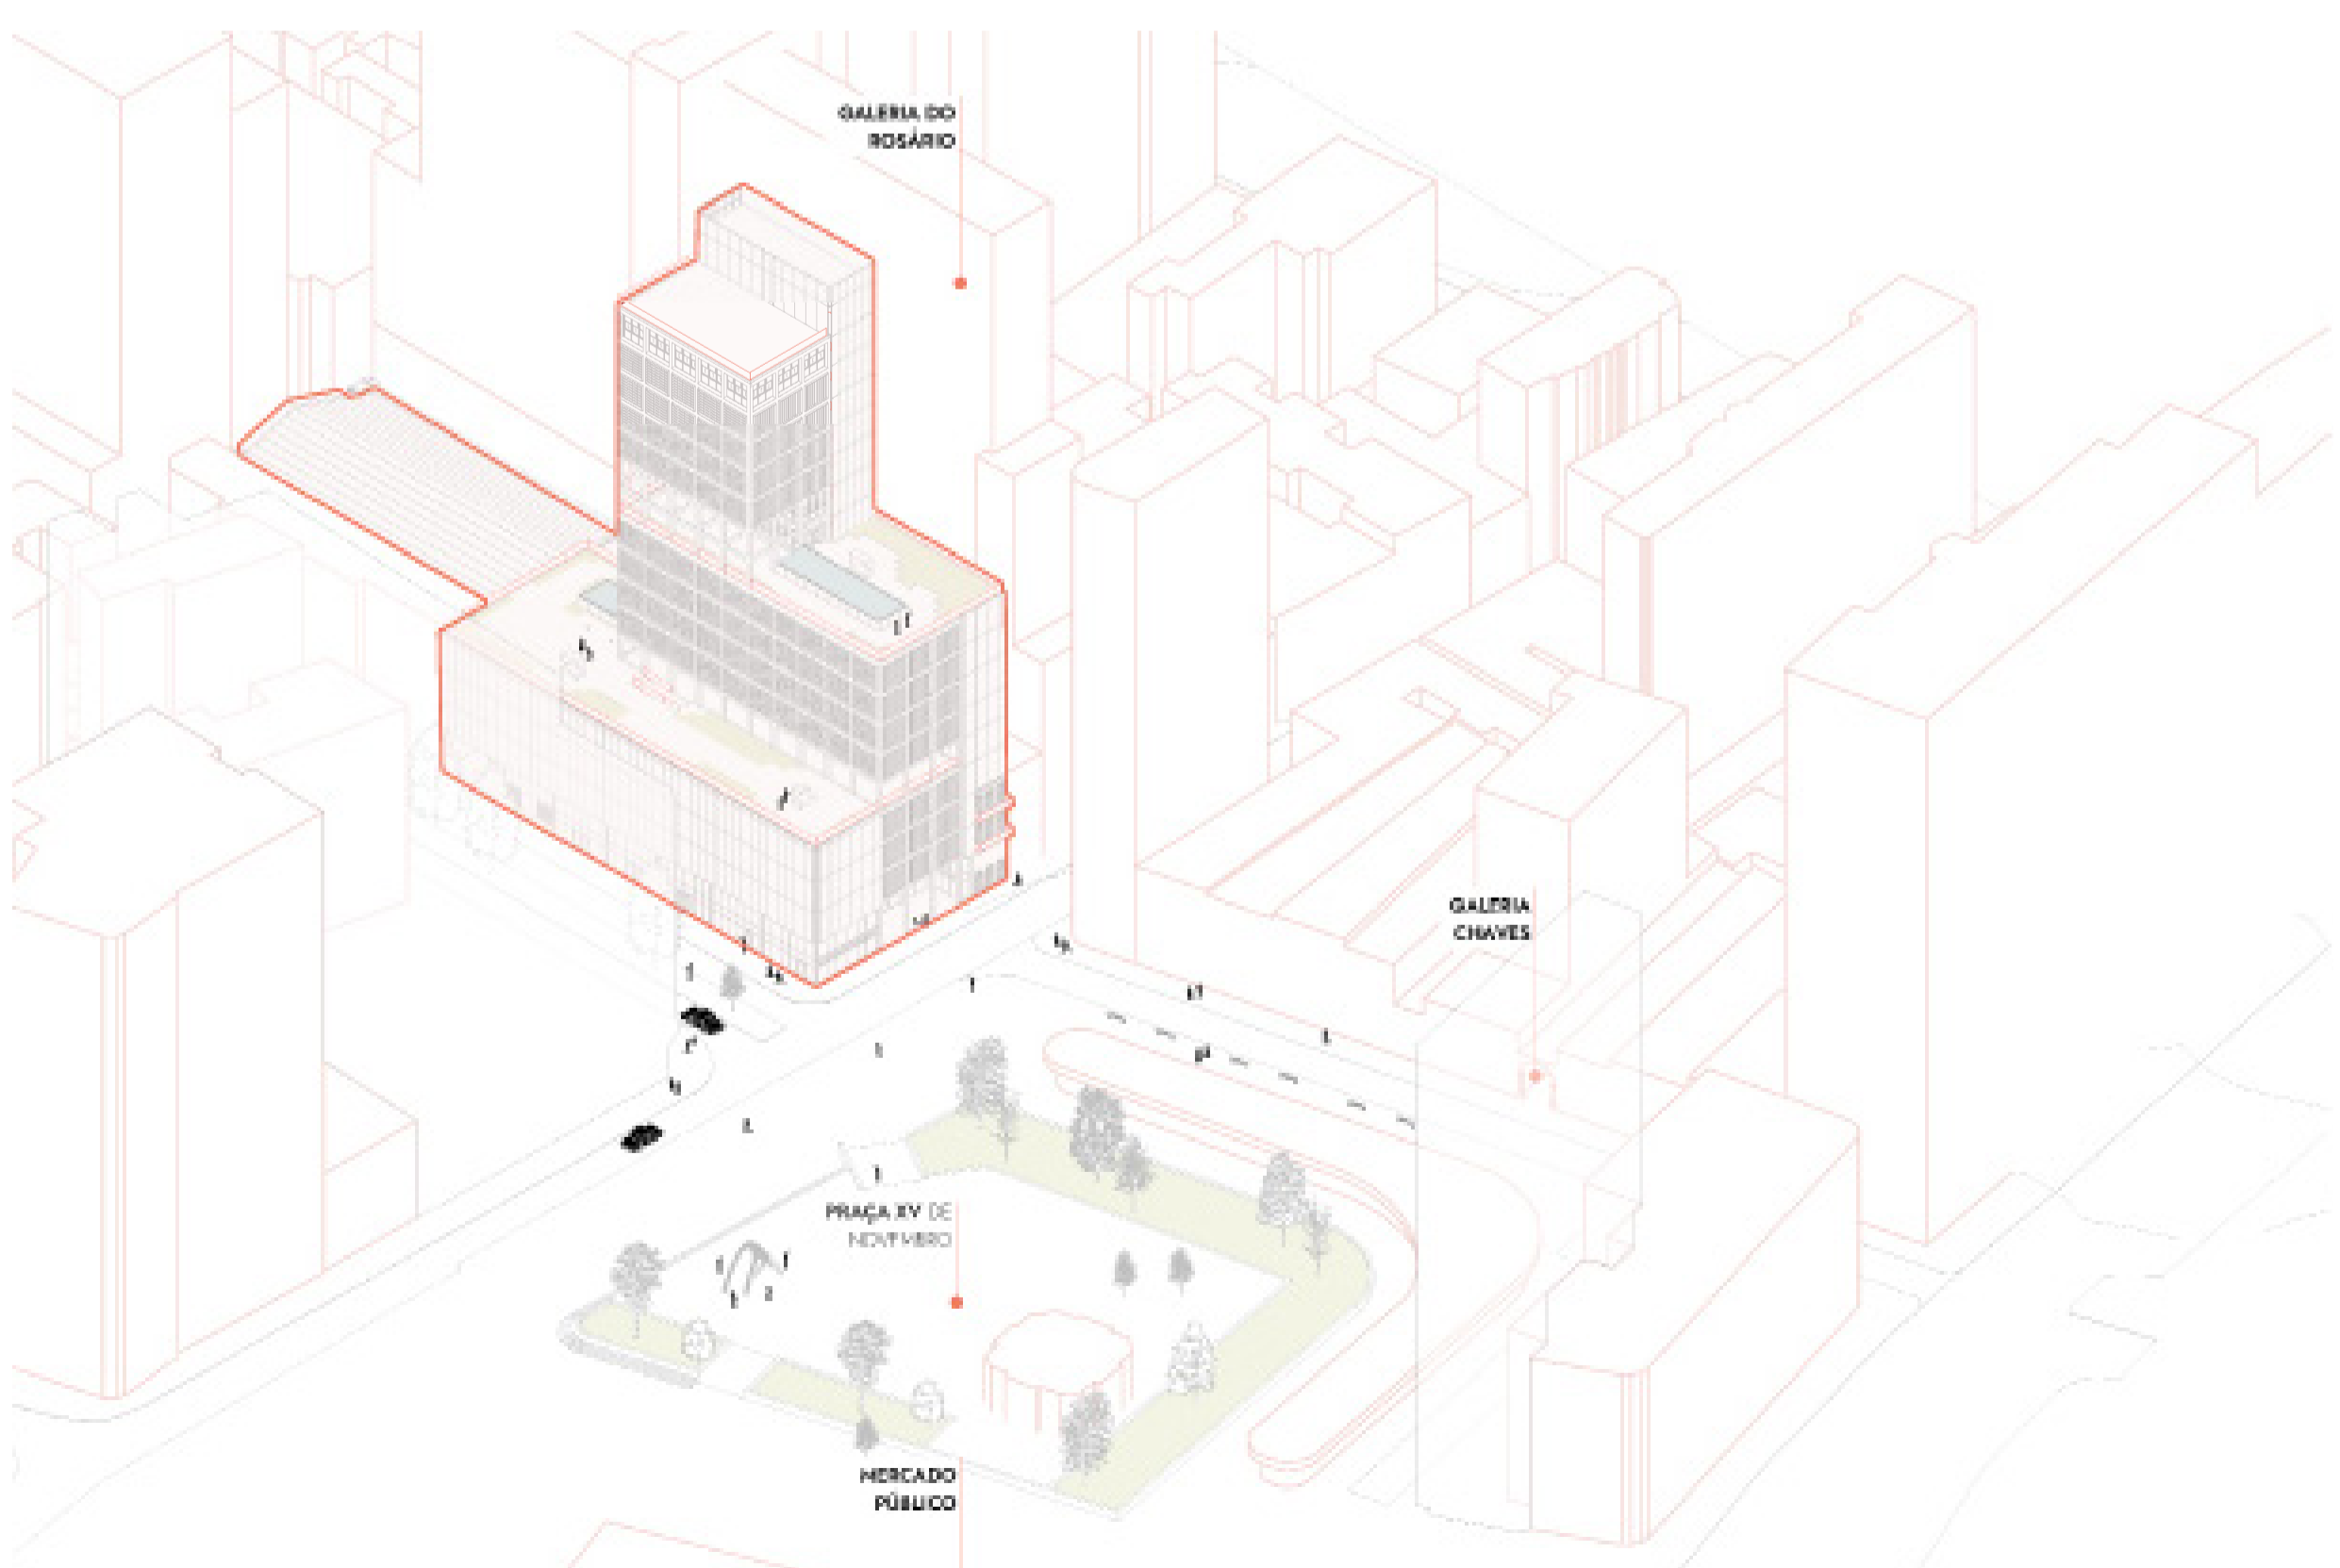 GALERIA DO
ROSÁRIO
GALERIA
CHAVES
PRAÇA XV DE
NOVEMBRO
MERCADO
PÚBLICO